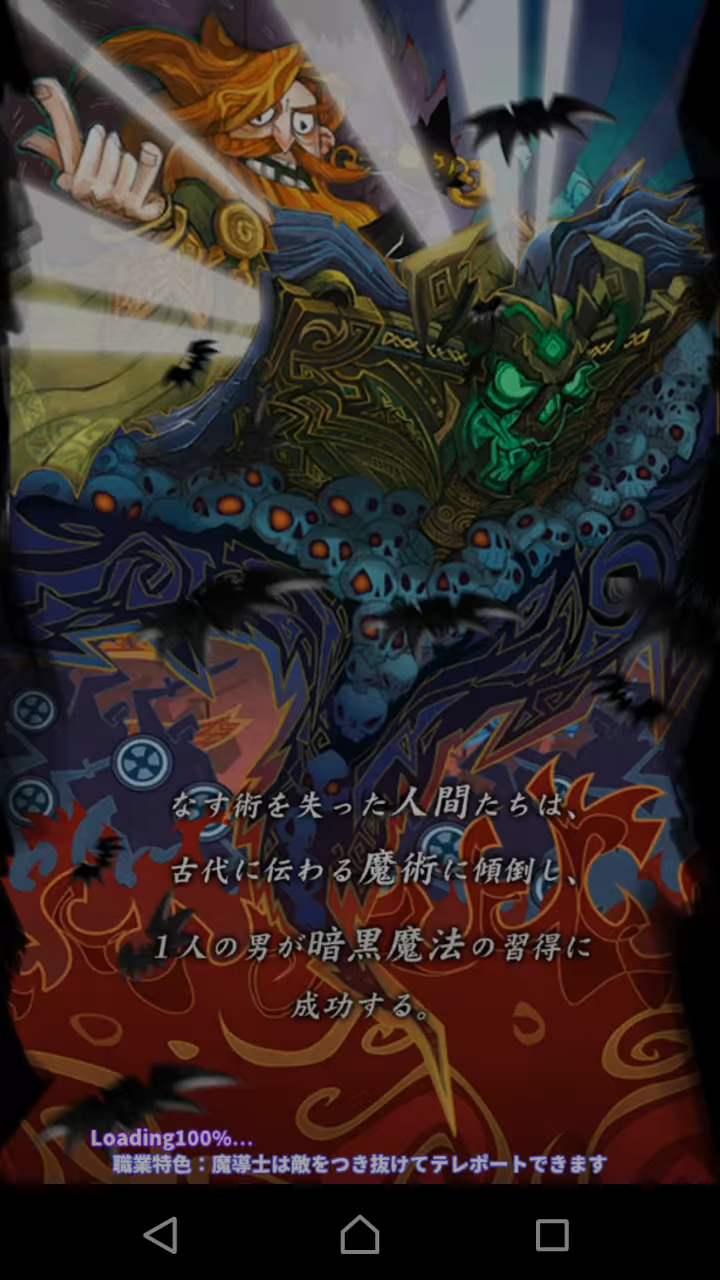 なす術を失った人間たちは、
古代に伝わる魔術に傾倒し、
1人の男が暗黒魔法の習得に
成功する。
Loading100%...
職業特色：魔導士は敵をつき抜けてテレポートできます